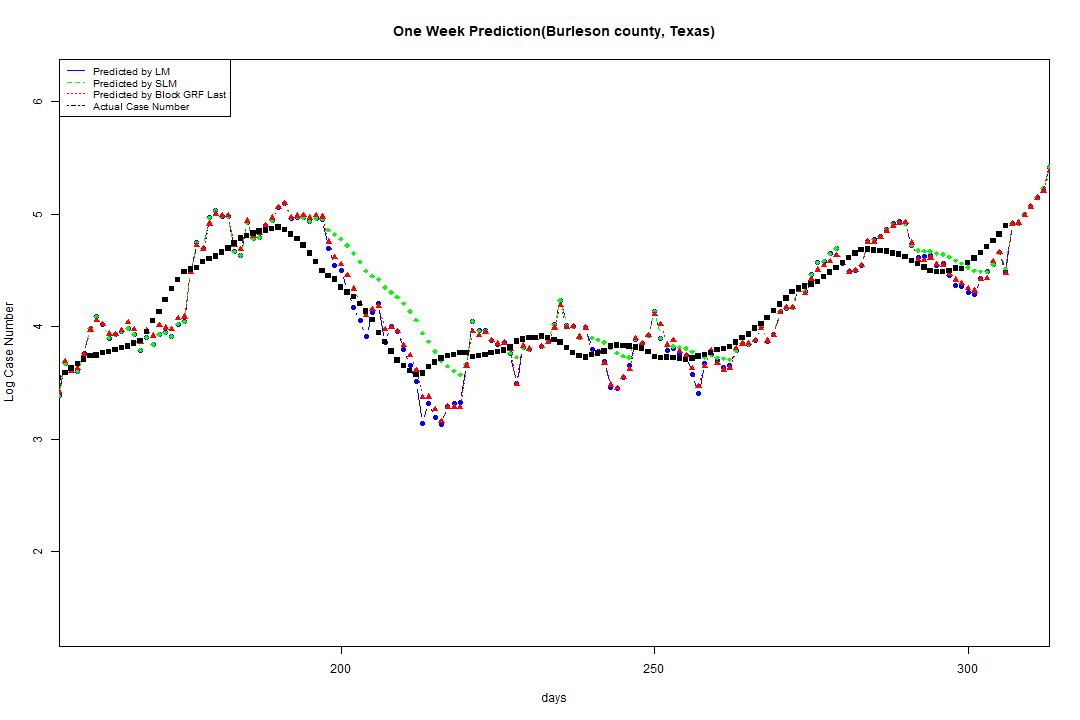 One Week Prediction(Burleson county, Texas)
Predicted by LM
Predicted by SLM
Predicted by Block GRF Last
Actual Case Number
6
5
4
3
2
Log Case Number
200
250
300
days